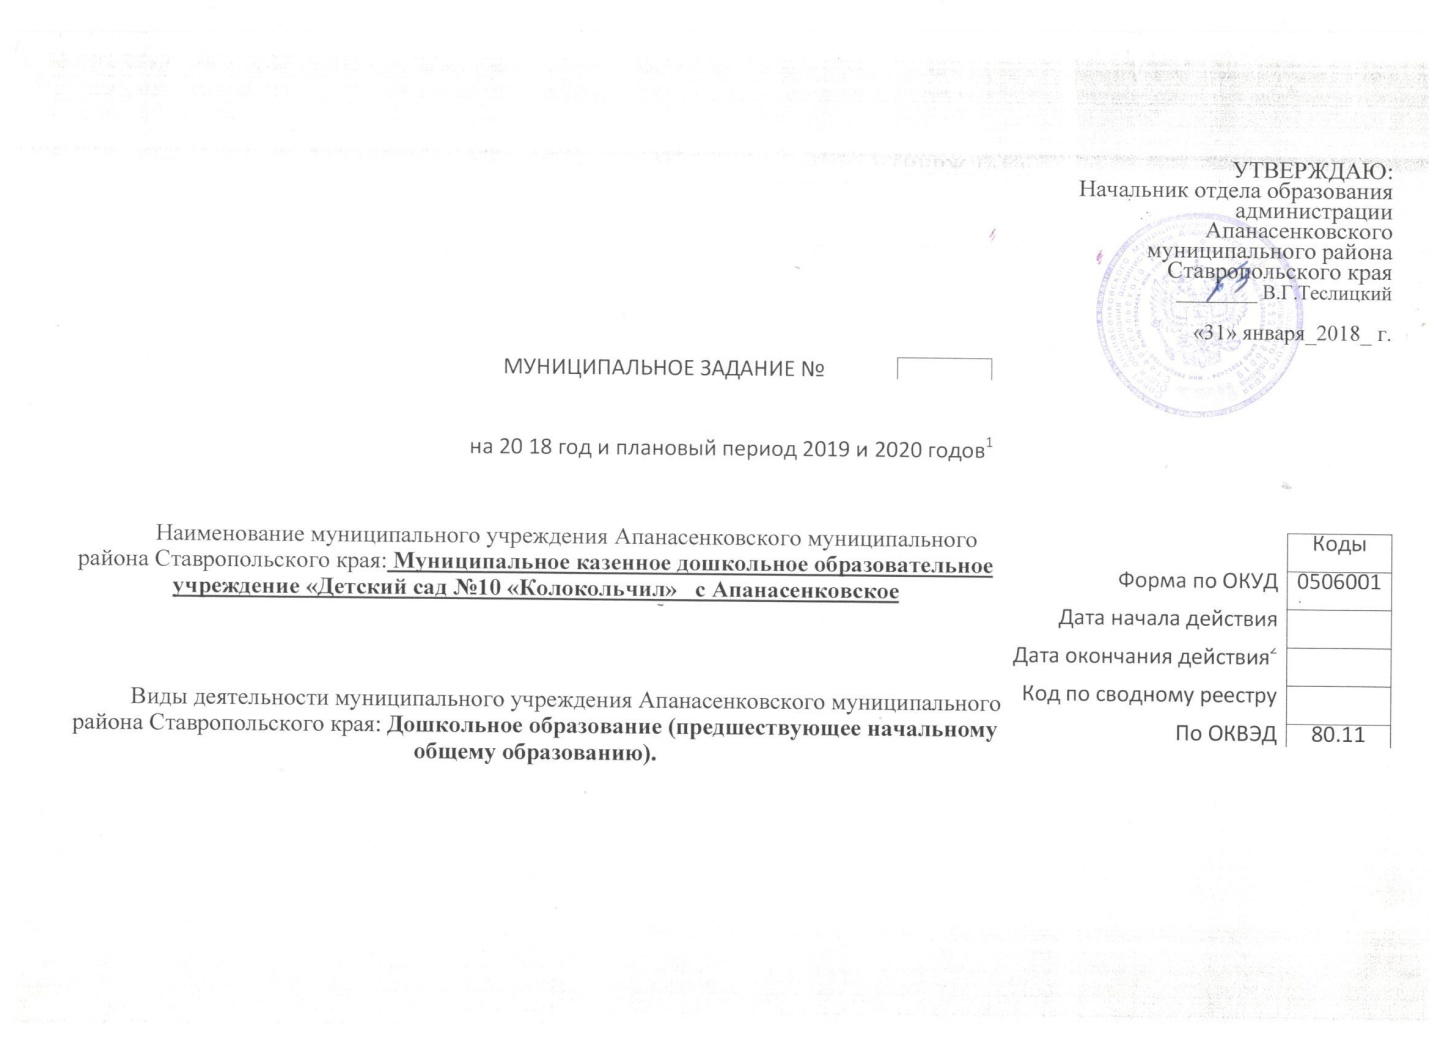 УТВЕРЖДАЮ:
Начальник отдела образования
администрации
Апанасенковского
муниципального района
Ставропольского края
________ В.Г.Теслицкий
«31» января_2018_ г.
МУНИЦИПАЛЬНОЕ ЗАДАНИЕ №
на 20 18 год и плановый период 2019 и 2020 годов1
Наименование муниципального учреждения Апанасенковского муниципального
района Ставропольского края: Муниципальное казенное дошкольное образовательное
учреждение «Детский сад №10 «Колокольчил» с Апанасенковское
Коды
Форма по ОКУД 0506001
Дата начала действия
Дата окончания действия2
Код по сводному реестру
По ОКВЭД 80.11
Виды деятельности муниципального учреждения Апанасенковского муниципального
района Ставропольского края: Дошкольное образование (предшествующее начальному
общему образованию).